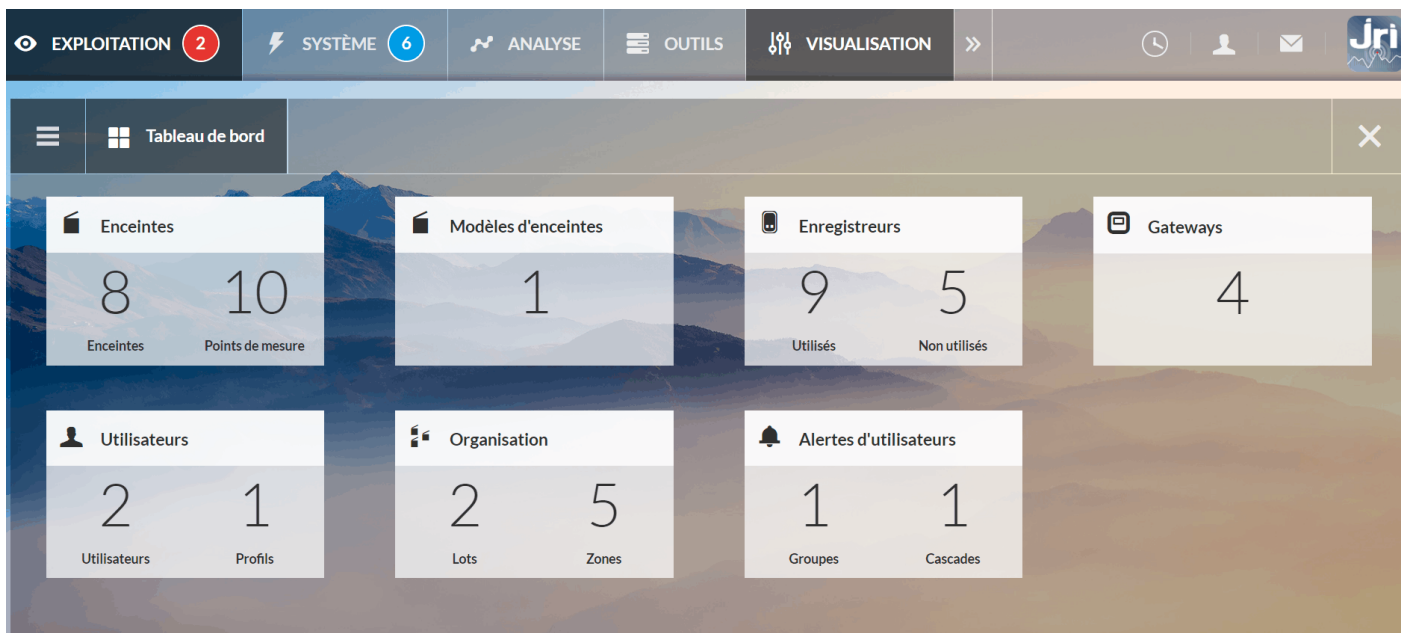 EXPLOITATION 2 SYSTÈME 6 ANALYSE OUTILS VISUALISATION » jri
Tableau de bord
Enceintes Modèles d'enceintes Enregistreurs Gateways
8 10 1 9 5 4
Enceintes Points de mesure Utilisés Non utilisés
Utilisateurs Organisation Alertes d'utilisateurs
2 1 2 5 1 1
Utilisateurs Profils Lots Zones Groupes Cascades